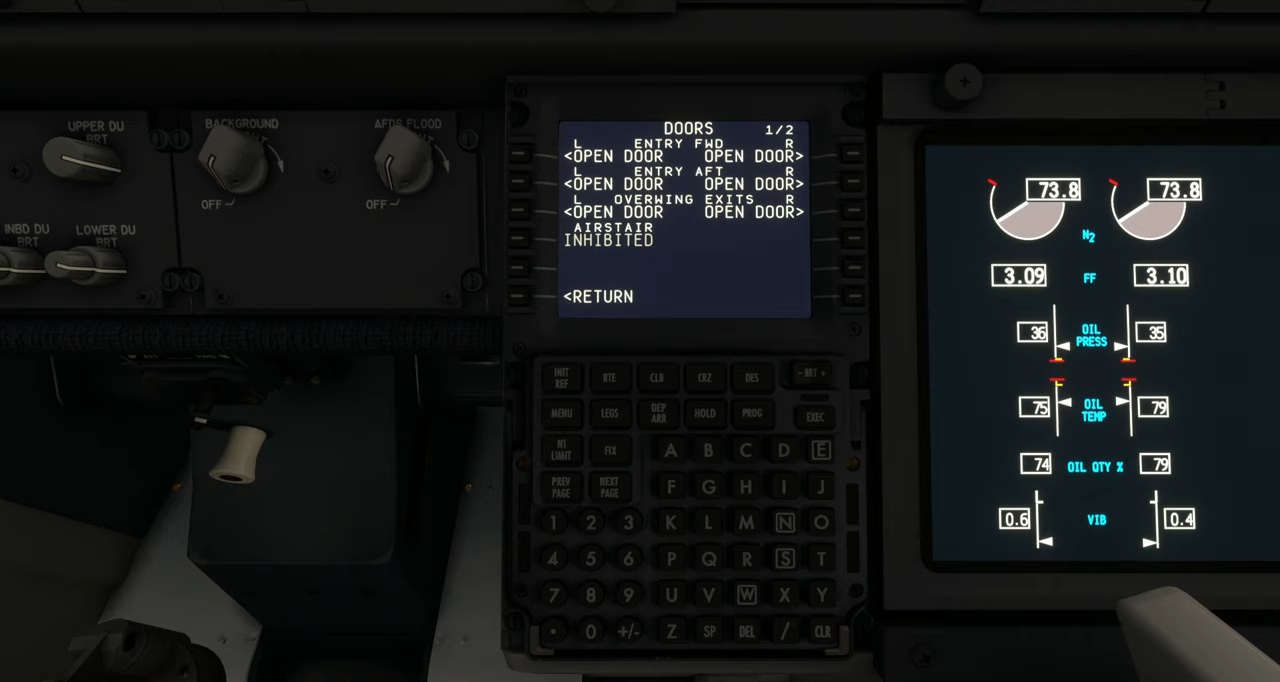 UPPER DU
BRT
BACKGROUND
OFF
AFDS FLOOD
OFF
INBD DU
BRT
LOWER DU
BRT
DOORS 1/2
L ENTRY FWD R
<OPEN DOOR OPEN DOOR>
L ENTRY AFT R
<OPEN DOOR OPEN DOOR>
L OVERWING EXITS R
<OPEN DOOR OPEN DOOR>
AIRSTAIR
INHIBITED
<RETURN
INIT
REF
RTE
CLB
CRZ
DES
- BRT +
MENU
LEGS
DEP
ARR
HOLD
PROG
EXEC
N1
LIMIT
FIX
A B C D E
PREV
PAGE
NEXT
PAGE
F G H I J
1 2 3 K L M N O
4 5 6 P Q R S T
7 8 9 U V W X Y
. 0 +/- Z SP DEL / CLR
73.8 73.8
N2
3.09 FF 3.10
36 OIL
PRESS 35
75 OIL
TEMP 79
74 OIL QTY % 79
0.6 VIB 0.4